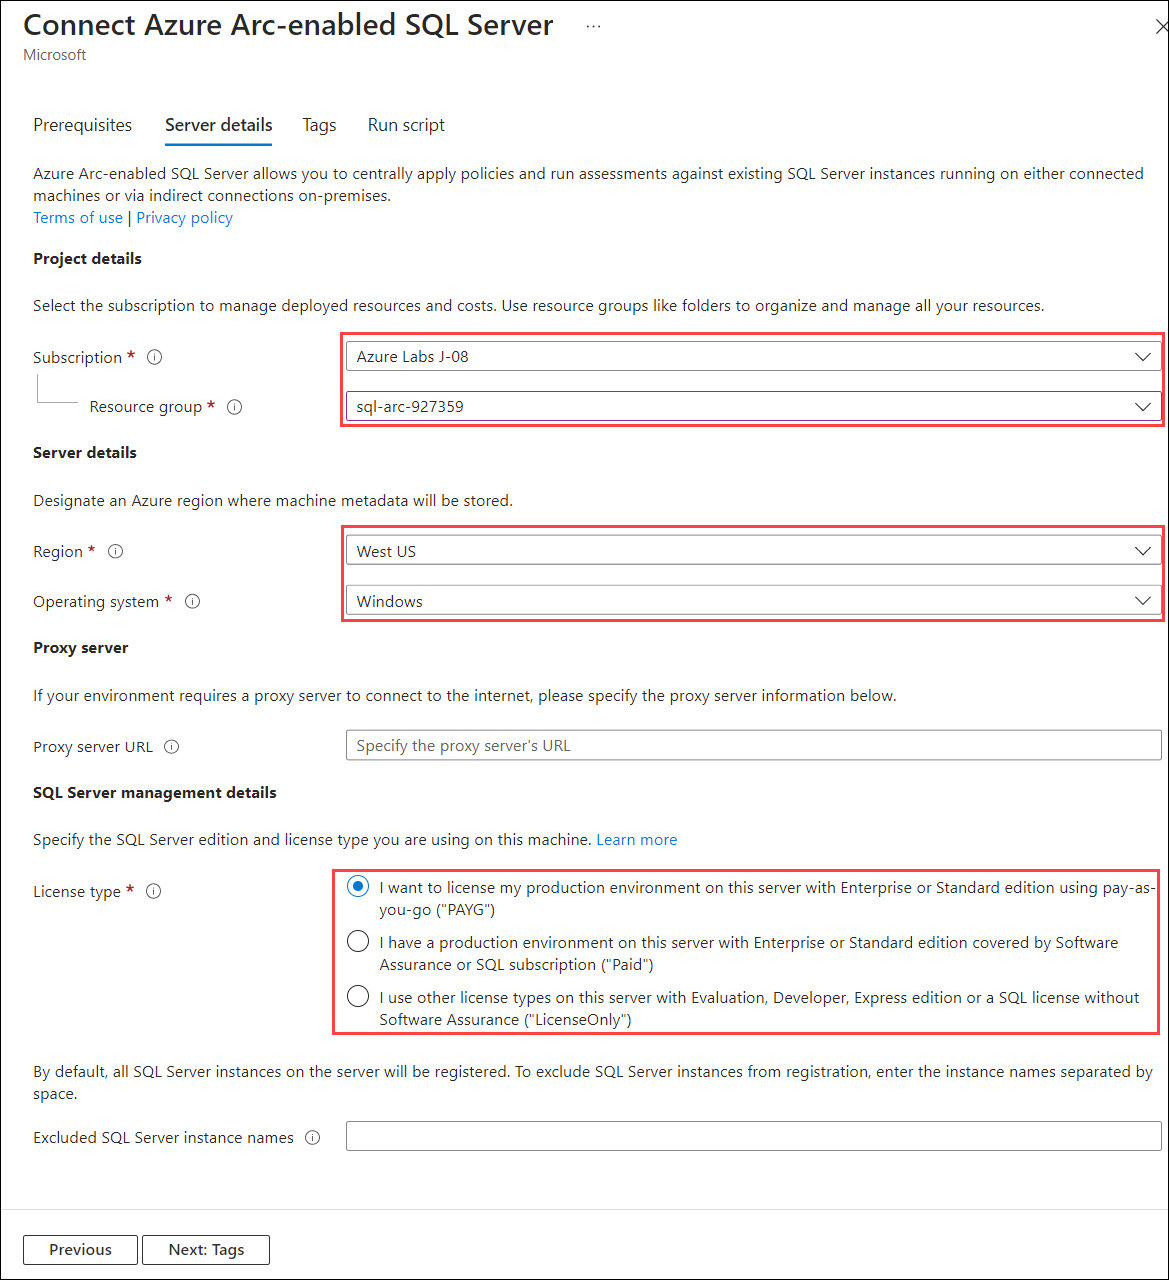 Connect Azure Arc-enabled SQL Server ...
Microsoft
Prerequisites Server details Tags Run script
Azure Arc-enabled SQL Server allows you to centrally apply policies and run assessments against existing SQL Server instances running on either connected
machines or via indirect connections on-premises.
Terms of use | Privacy policy
Project details
Select the subscription to manage deployed resources and costs. Use resource groups like folders to organize and manage all your resources.
Subscription * Azure Labs J-08
Resource group * sql-arc-927359
Server details
Designate an Azure region where machine metadata will be stored.
Region * West US
Operating system * Windows
Proxy server
If your environment requires a proxy server to connect to the internet, please specify the proxy server information below.
Proxy server URL Specify the proxy server's URL
SQL Server management details
Specify the SQL Server edition and license type you are using on this machine. Learn more
License type * I want to license my production environment on this server with Enterprise or Standard edition using pay-as-
you-go ("PAYG")
I have a production environment on this server with Enterprise or Standard edition covered by Software
Assurance or SQL subscription ("Paid")
I use other license types on this server with Evaluation, Developer, Express edition or a SQL license without
Software Assurance ("LicenseOnly")
By default, all SQL Server instances on the server will be registered. To exclude SQL Server instances from registration, enter the instance names separated by
space.
Excluded SQL Server instance names
Previous Next: Tags